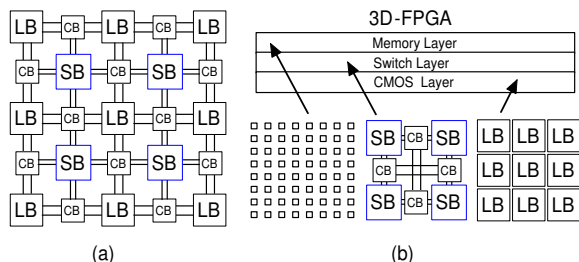 3D-FPGA
LB CB LB CB LB
CB SB CB SB CB
LB CB LB CB LB
CB SB CB SB CB
LB CB LB CB LB
(a)
Memory Layer
Switch Layer
CMOS Layer
SB CB SB
CB CB
SB CB SB
LB LB LB
LB LB LB
LB LB LB
(b)